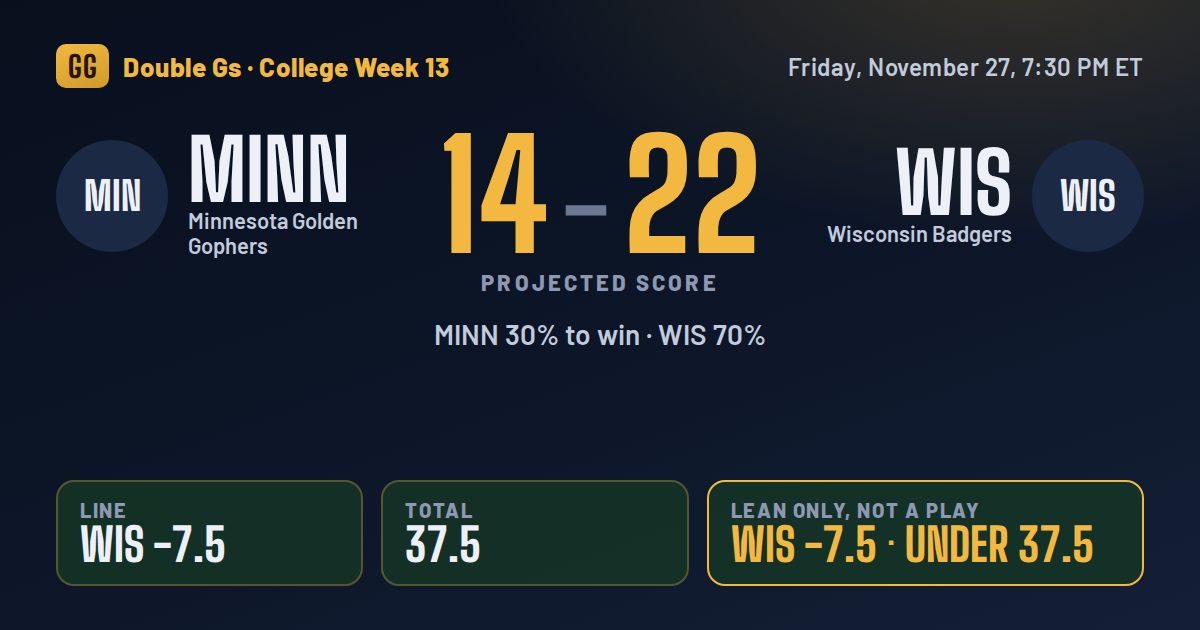 GG
Double Gs · College Week 13
Friday, November 27, 7:30 PM ET
MIN
MINN
Minnesota Golden
Gophers
14 – 22
PROJECTED SCORE
MINN 30% to win · WIS 70%
WIS
Wisconsin Badgers
WIS
LINE
WIS −7.5
TOTAL
37.5
LEAN ONLY, NOT A PLAY
WIS −7.5 · UNDER 37.5